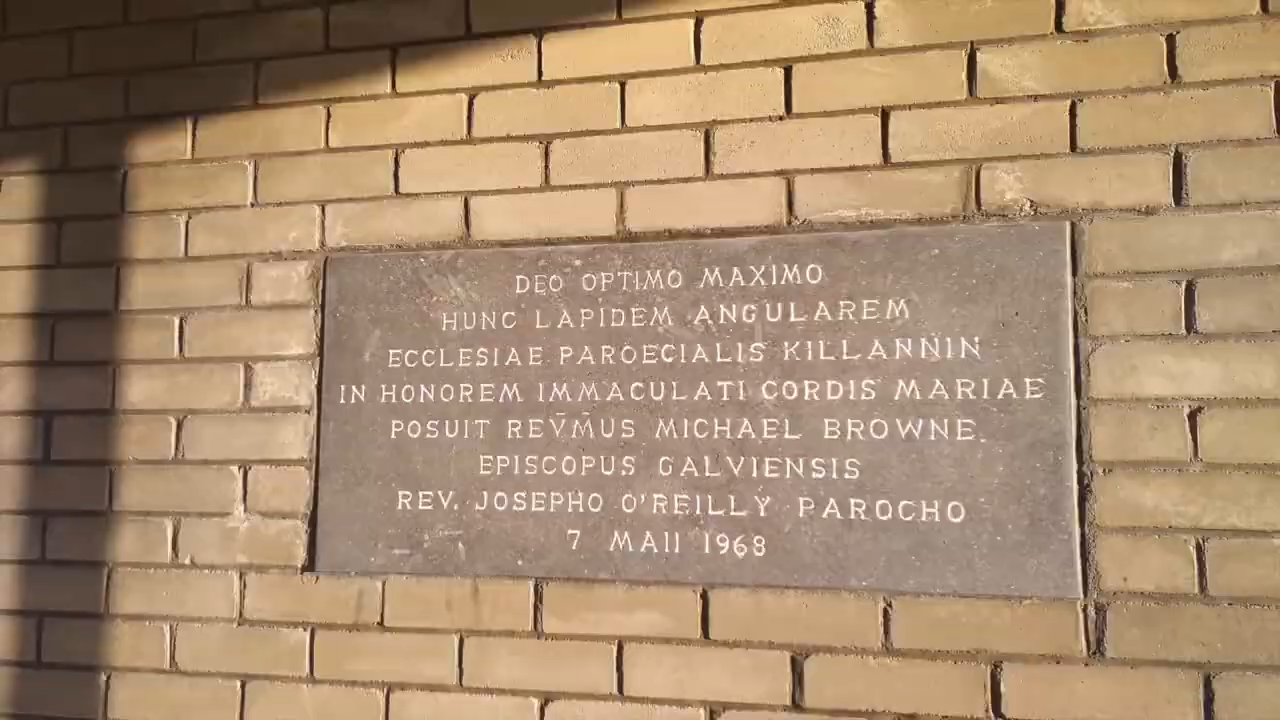 DEO OPTIMO MAXIMO
HUNC LAPIDEM ANGULAREM
ECCLESIAE PAROECIALIS KILLANNIN
IN HONOREM IMMACULATI CORDIS MARIAE
POSUIT REV̄M̄US MICHAEL BROWNE.
EPISCOPUS GALVIENSIS
REV. JOSEPHO O'REILLY PAROCHO
7 MAII 1968